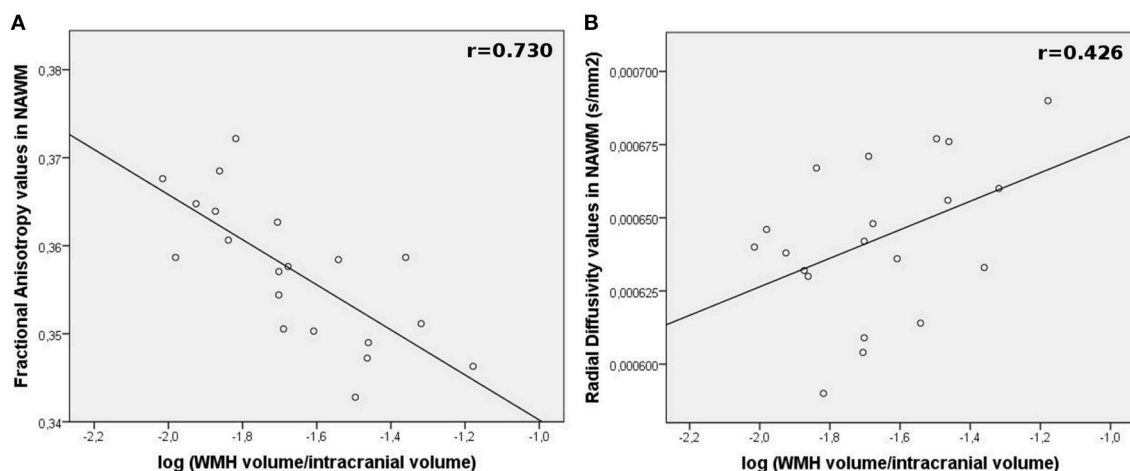 A
r=0.730
Fractional Anisotropy values in NAWM
0,38
0,37
0,36
0,35
0,34
-2,2 -2,0 -1,8 -1,6 -1,4 -1,2 -1,0
log (WMH volume/intracranial volume)
B
r=0.426
Radial Diffusivity values in NAWM (s/mm2)
0,000700
0,000675
0,000650
0,000625
0,000600
-2,2 -2,0 -1,8 -1,6 -1,4 -1,2 -1,0
log (WMH volume/intracranial volume)